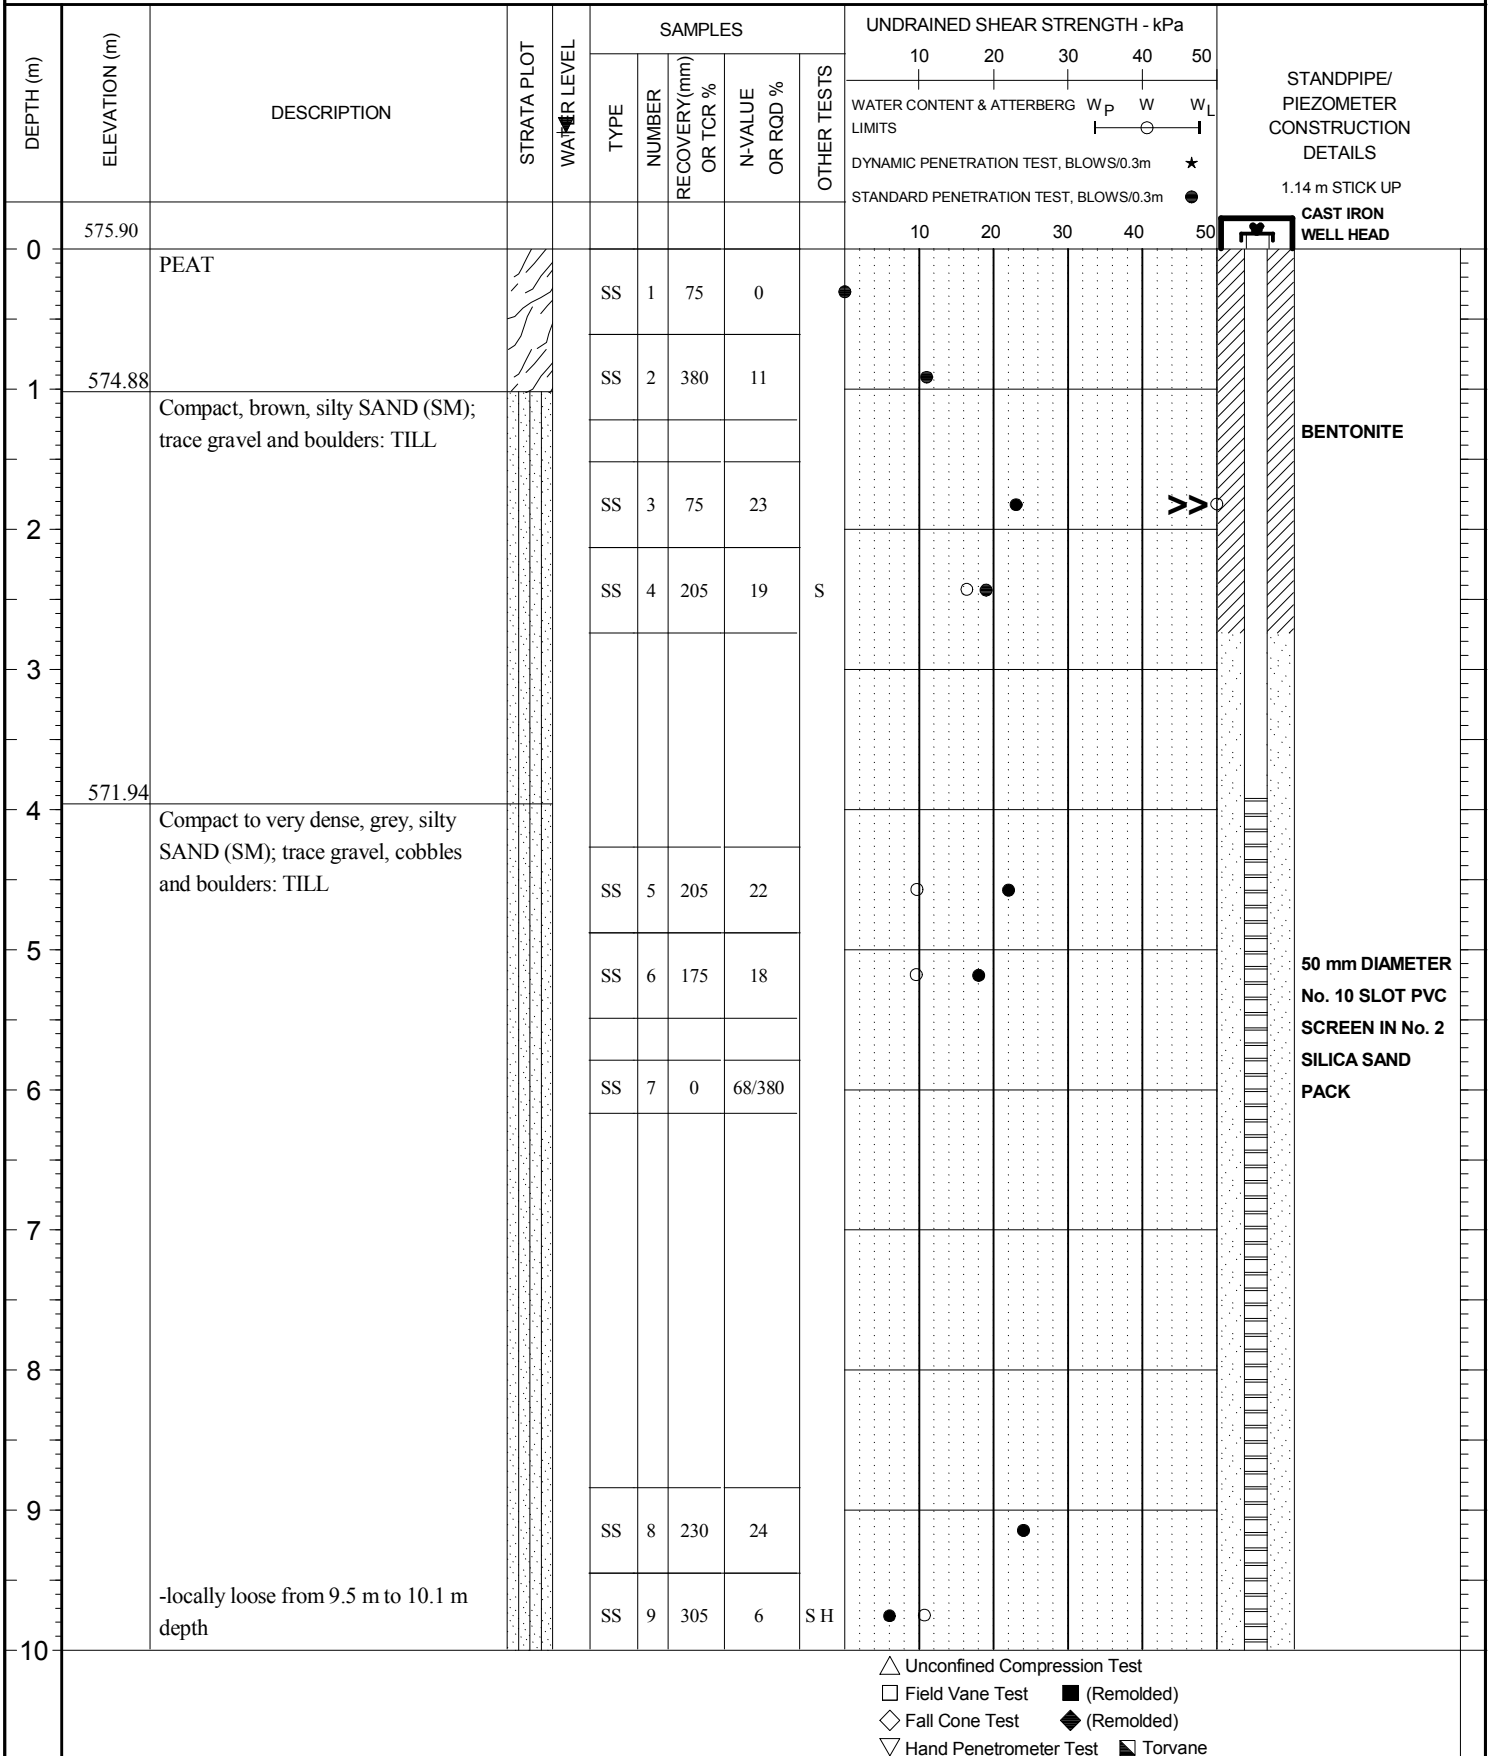 DEPTH (m)
ELEVATION (m)
DESCRIPTION
STRATA PLOT
WATER LEVEL
SAMPLES
TYPE
NUMBER
RECOVERY(mm)
OR TCR %
N-VALUE
OR RQD %
OTHER TESTS
UNDRAINED SHEAR STRENGTH - kPa
10 20 30 40 50
WATER CONTENT & ATTERBERG WP W WL
LIMITS
DYNAMIC PENETRATION TEST, BLOWS/0.3m ★
STANDARD PENETRATION TEST, BLOWS/0.3m ●
10 20 30 40 50
STANDPIPE/
PIEZOMETER
CONSTRUCTION
DETAILS
1.14 m STICK UP
CAST IRON
WELL HEAD
575.90
0
PEAT
SS 1 75 0
SS 2 380 11
574.88
1
Compact, brown, silty SAND (SM);
trace gravel and boulders: TILL
BENTONITE
SS 3 75 23
>>
2
SS 4 205 19 S
3
571.94
4
Compact to very dense, grey, silty
SAND (SM); trace gravel, cobbles
and boulders: TILL
SS 5 205 22
5
SS 6 175 18
50 mm DIAMETER
No. 10 SLOT PVC
SCREEN IN No. 2
SILICA SAND
PACK
SS 7 0 68/380
6
7
8
9
SS 8 230 24
-locally loose from 9.5 m to 10.1 m
depth
SS 9 305 6 S H
10
△ Unconfined Compression Test
□ Field Vane Test ■ (Remolded)
◇ Fall Cone Test ◆ (Remolded)
▽ Hand Penetrometer Test ◣ Torvane